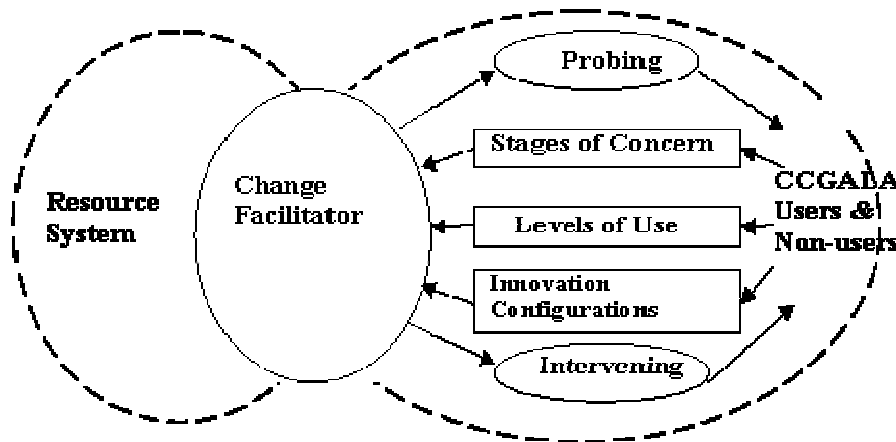 Probing
Stages of Concern
Resource
System
Change
Facilitator
CCGALA
Users &
Non-users
Levels of Use
Innovation
Configurations
Intervening